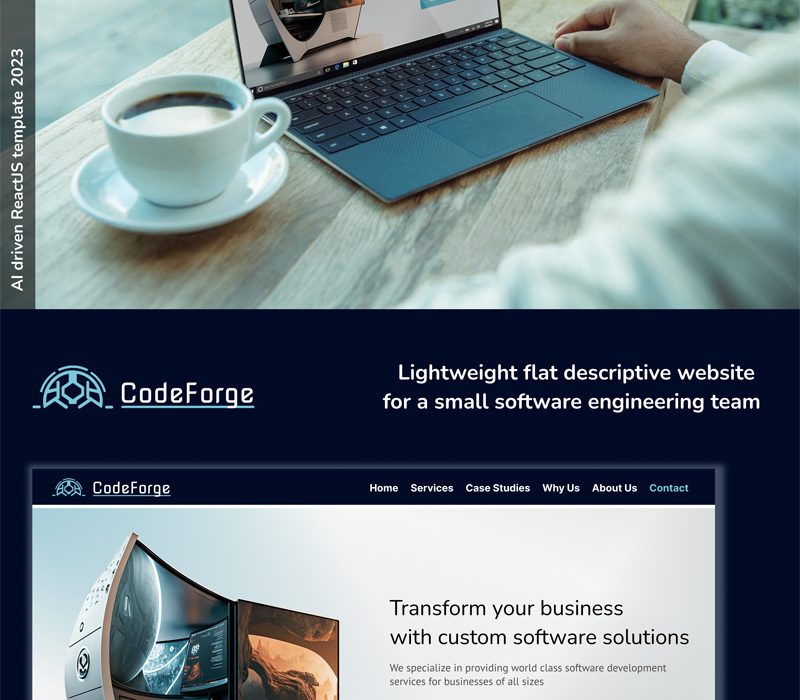 AI driven ReactJS template 2023
CodeForge
Lightweight flat descriptive website
for a small software engineering team
CodeForge
Home Services Case Studies Why Us About Us Contact
Transform your business
with custom software solutions
We specialize in providing world class software development
services for businesses of all sizes